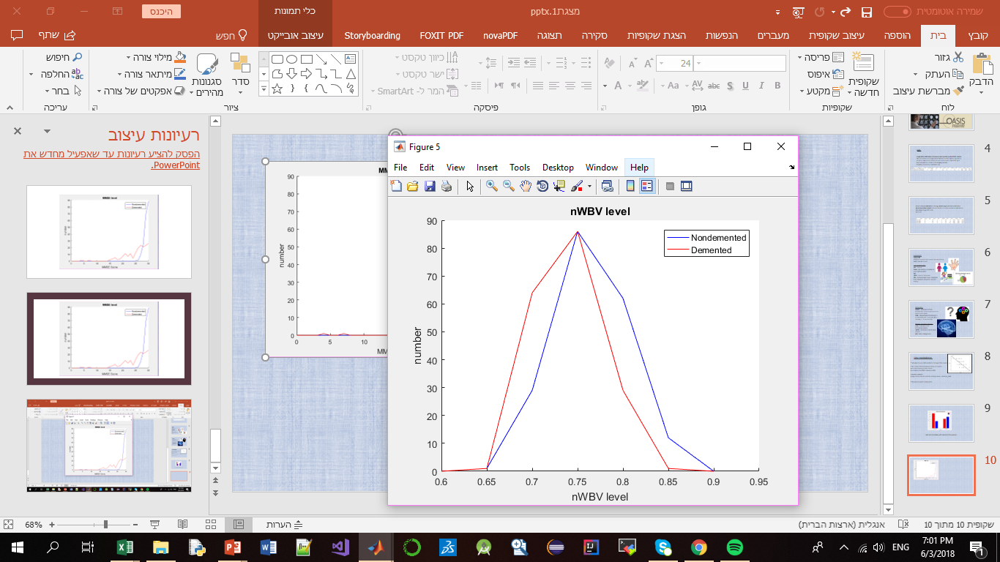 היכנס
כלי תמונות
מצגת1.pptx
שמירה אוטומטית
שתף
חפש
עיצוב אובייקט
Storyboarding
FOXIT PDF
novaPDF
תצוגה
סקירה
הצגת שקופיות
הנפשות
מעברים
עיצוב שקופית
הוספה
בית
קובץ
חיפוש
החלפה
בחר
עריכה
מילוי צורה
מיתאר צורה
אפקטים של צורה
סגנונות מהירים
סדר
ציור
כיוון טקסט
ישר טקסט
המר ל- SmartArt
פיסקה
24
Aa
AV
abc
S
U
I
B
גופן
פריסה
איפוס
מקטע
שקופית חדשה
שקופיות
גזור
העתק
מברשת עיצוב
הדבק
לוח
רעיונות עיצוב
הפסק להציע רעיונות עד שאפעיל מחדש את
PowerPoint.
90
80
70
60
50
40
30
20
10
0
0
5
10
number
Figure 5
File
Edit
View
Insert
Tools
Desktop
Window
Help
nWBV level
Nondemented
Demented
90
80
70
60
50
40
30
20
10
0
number
0.6
0.65
0.7
0.75
0.8
0.85
0.9
0.95
nWBV level
OASIS
4
5
6
7
8
9
10
68%
הערות
אנגלית (ארצות הברית)
שקופית 10 מתוך 10
ENG
7:01 PM
6/3/2018
1